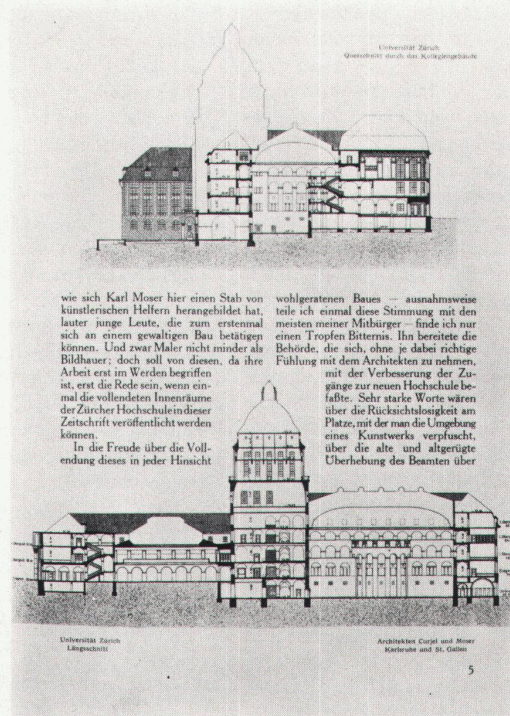 Universität Zürich
Querschnitt durch das Kollegiengebäude
wie sich Karl Moser hier einen Stab von
künstlerischen Helfern herangebildet hat,
lauter junge Leute, die zum erstenmal
sich an einem gewaltigen Bau betätigen
können. Und zwar Maler nicht minder als
Bildhauer; doch soll von diesen, da ihre
Arbeit erst im Werden begriffen
ist, erst die Rede sein, wenn ein-
mal die vollendeten Innenräume
der Zürcher Hochschule in dieser
Zeitschrift veröffentlicht werden
können.
In die Freude über die Voll-
endung dieses in jeder Hinsicht
wohlgeratenen Baues — ausnahmsweise
teile ich einmal diese Stimmung mit den
meisten meiner Mitbürger — finde ich nur
einen Tropfen Bitternis. Ihn bereitete die
Behörde, die sich, ohne je dabei richtige
Fühlung mit dem Architekten zu nehmen,
mit der Verbesserung der Zu-
gänge zur neuen Hochschule be-
faßte. Sehr starke Worte wären
über die Rücksichtslosigkeit am
Platze, mit der man die Umgebung
eines Kunstwerks verpfuscht,
über die alte und altgerügte
Überhebung des Beamten über
Universität Zürich
Längsschnitt
Architekten Curjel und Moser
Karlsruhe und St. Gallen
5